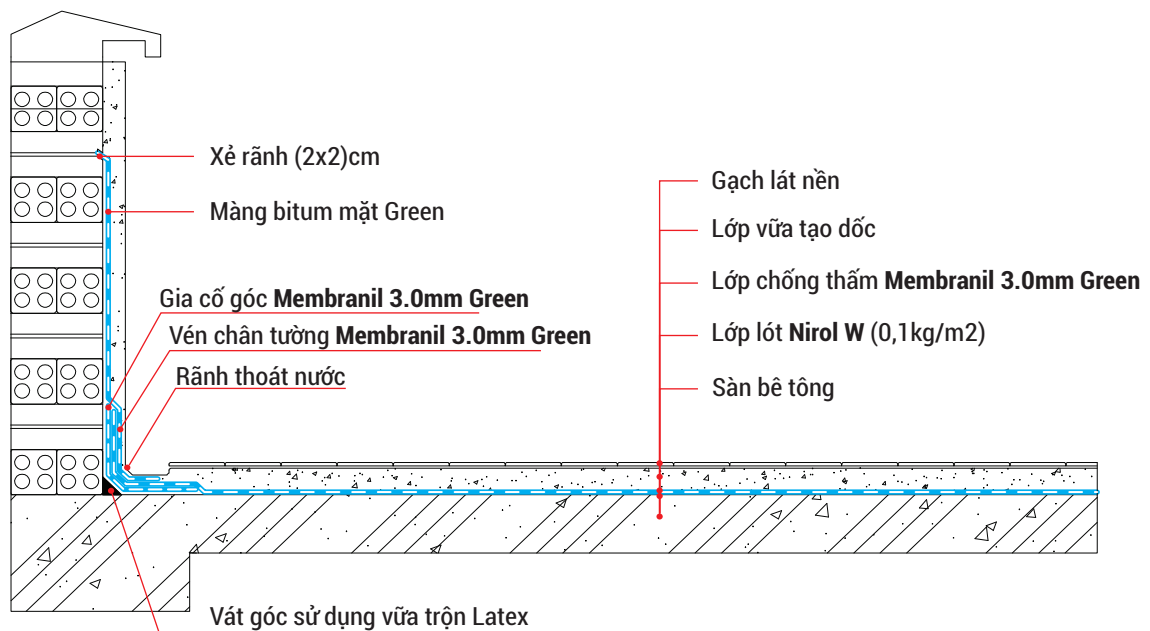 Xẻ rãnh (2x2)cm
Màng bitum mặt Green
Gia cố góc Membranil 3.0mm Green
Vén chân tường Membranil 3.0mm Green
Rãnh thoát nước
Gạch lát nền
Lớp vữa tạo dốc
Lớp chống thấm Membranil 3.0mm Green
Lớp lót Nirol W (0,1kg/m2)
Sàn bê tông
Vát góc sử dụng vữa trộn Latex